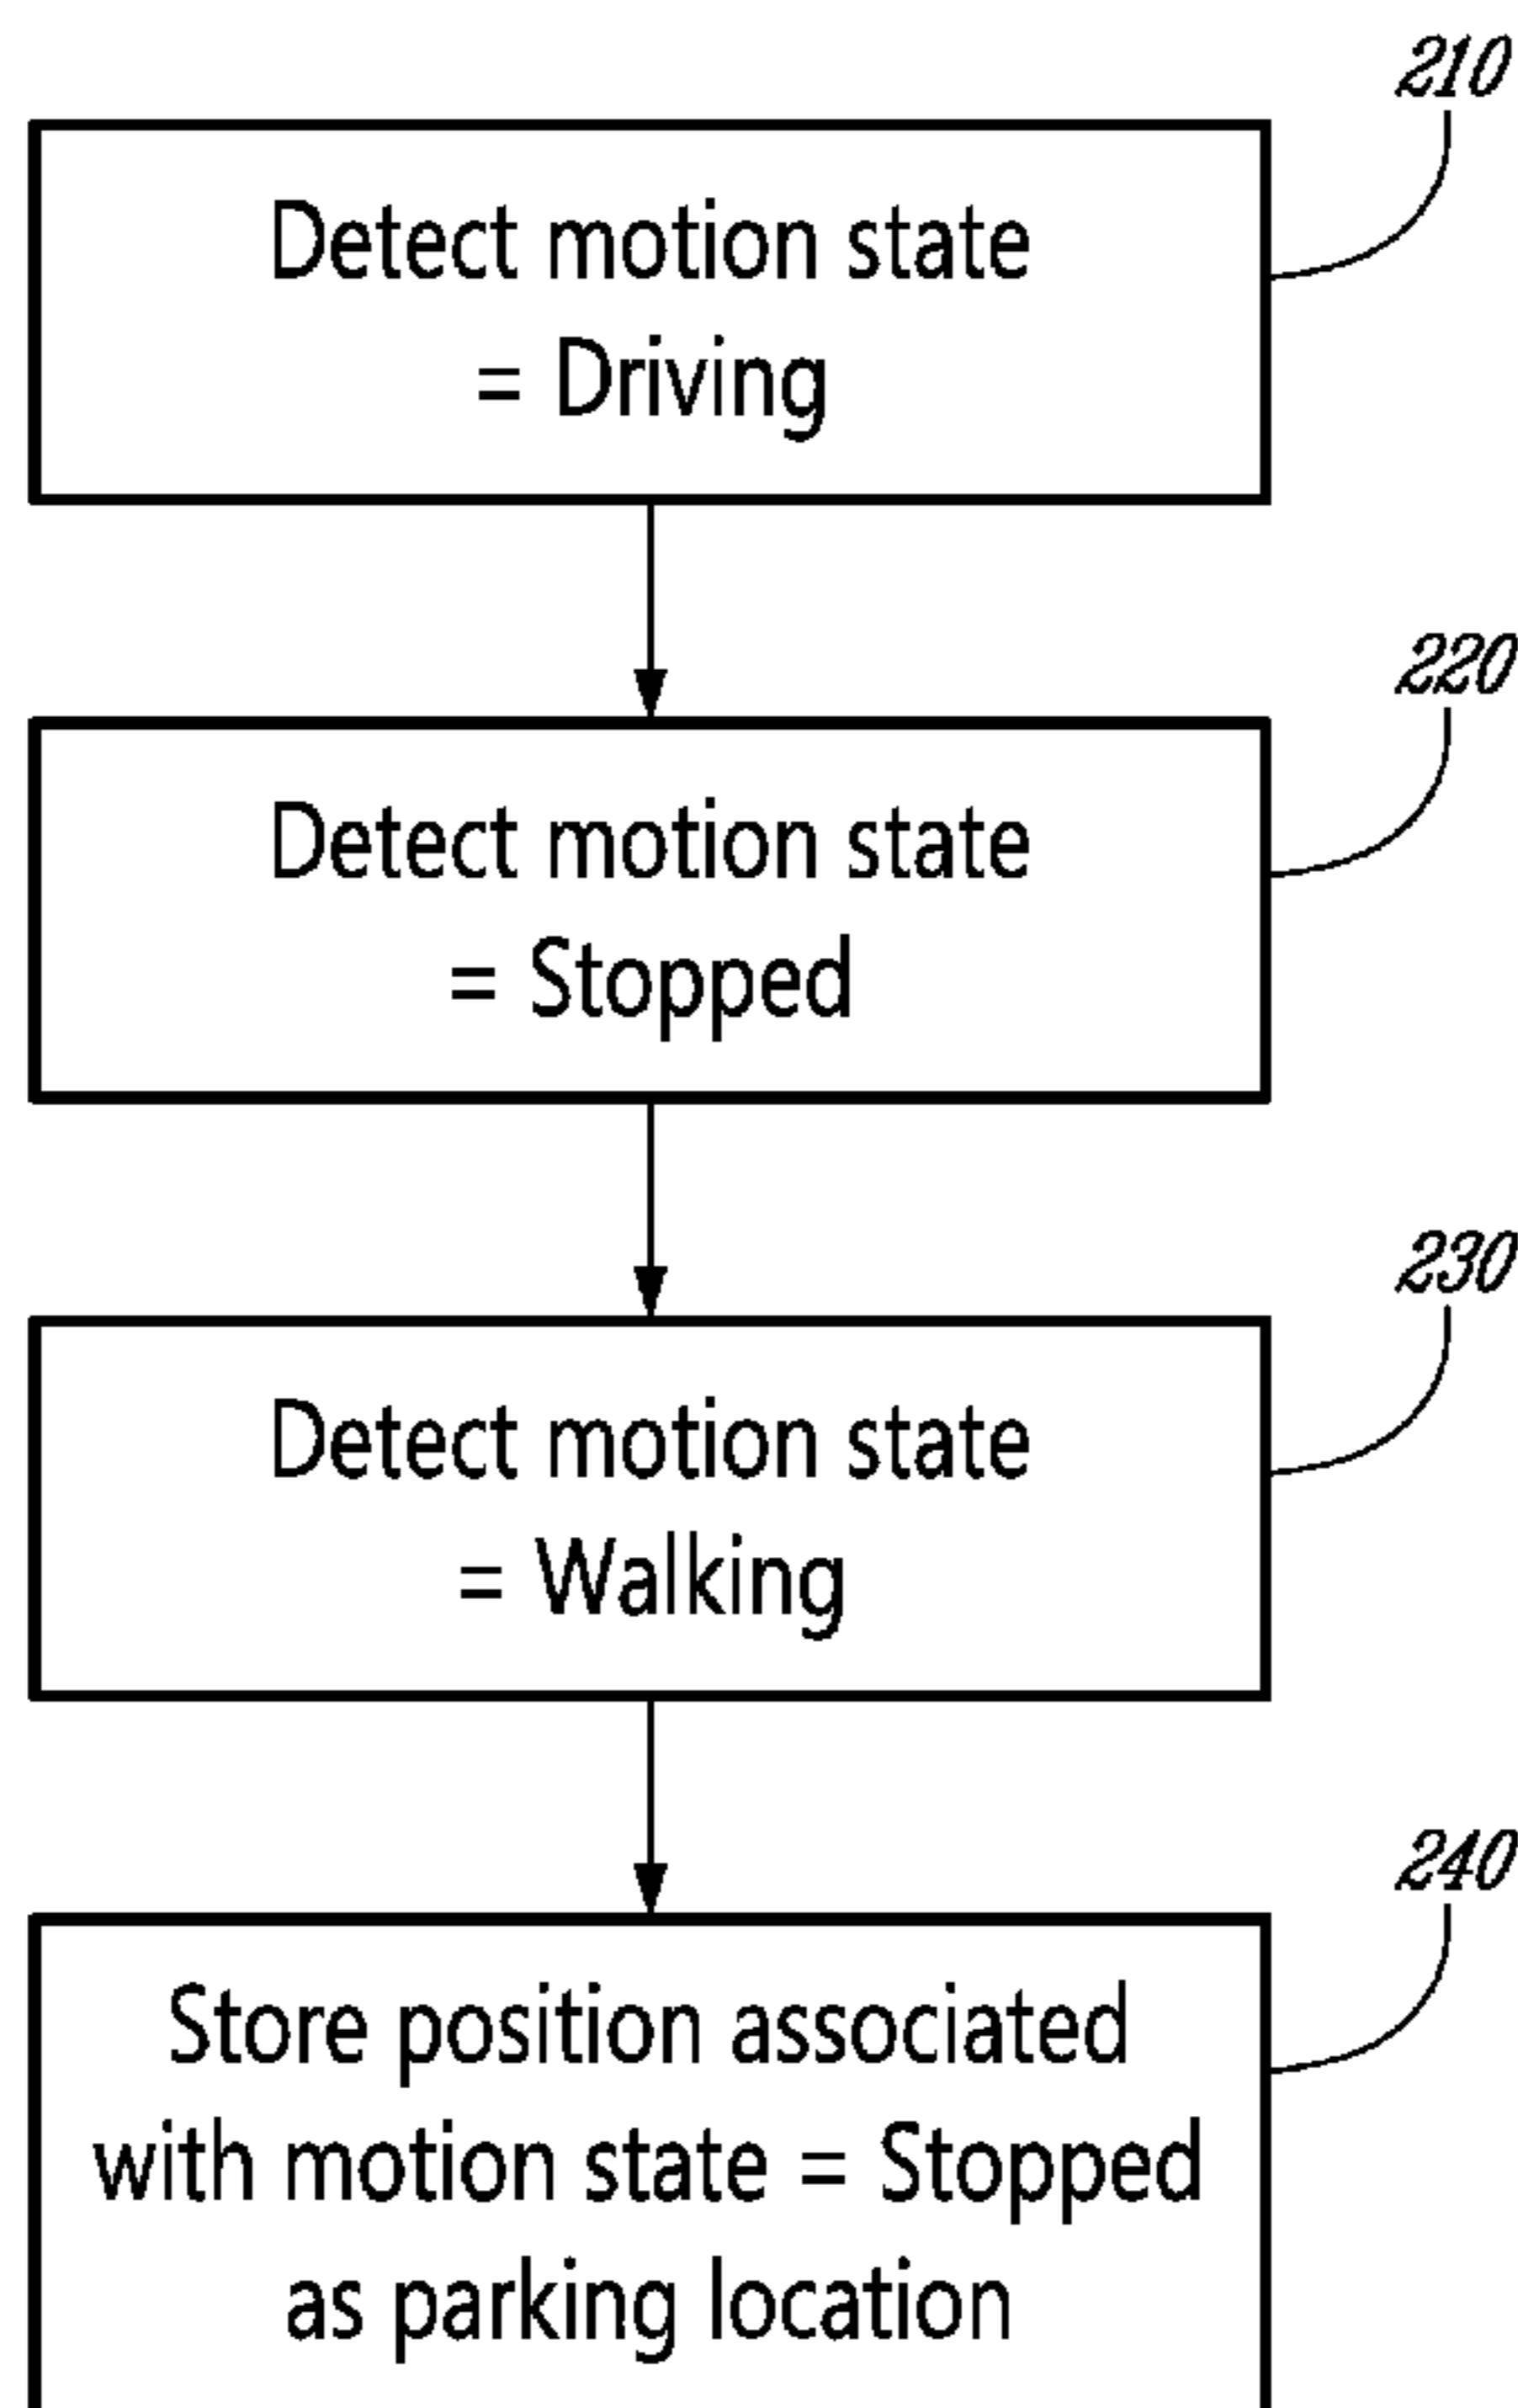 210
Detect motion state
= Driving
220
Detect motion state
= Stopped
230
Detect motion state
= Walking
240
Store position associated
with motion state = Stopped
as parking location